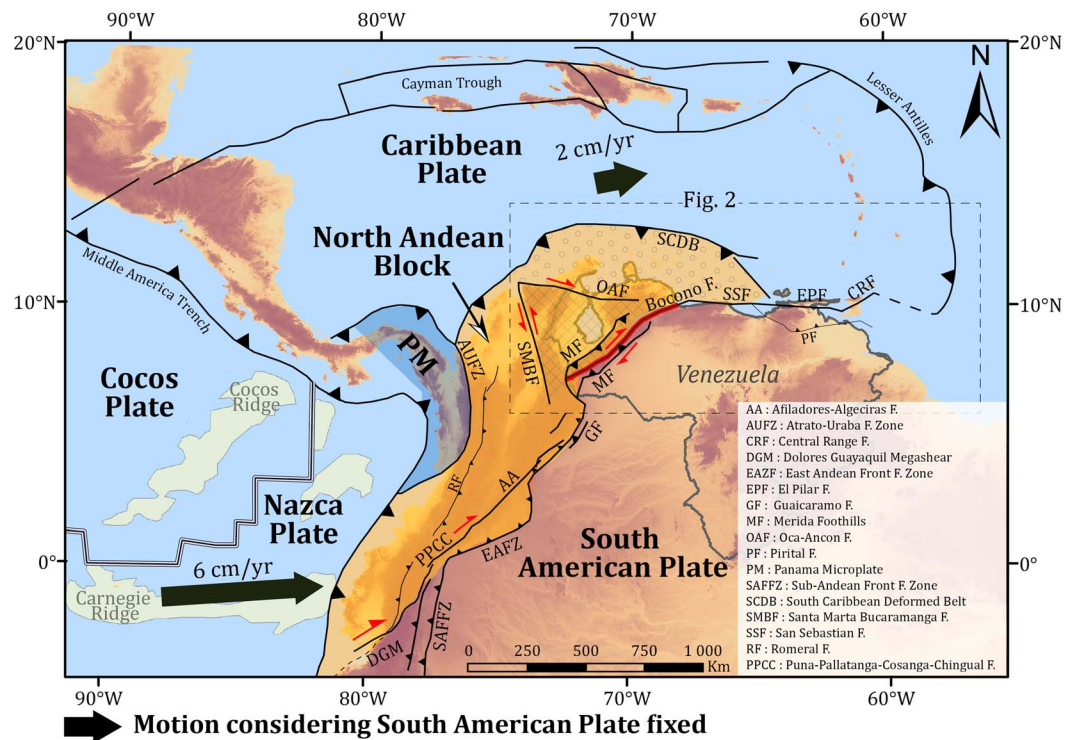 90°W
80°W
70°W
60°W
20°N
20°N
N
Cayman Trough
Lesser Antilles
Caribbean
Plate
2 cm/yr
Fig. 2
North Andean
Block
SCDB
Middle America Trench
OAF
Bocono F.
SSF
EPF
CRF
10°N
10°N
PM
AUFZ
SMBF
MF
MF
PF
Venezuela
Cocos
Plate
Cocos
Ridge
GF
RF
AA
Nazca
Plate
PPCC
EAFZ
South
American Plate
0°
0°
6 cm/yr
Carnegie
Ridge
DGM
SAFFZ
AA : Afiladores-Algeciras F.
AUFZ : Atrato-Uraba F. Zone
CRF : Central Range F.
DGM : Dolores Guayaquil Megashear
EAZF : East Andean Front F. Zone
EPF : El Pilar F.
GF : Guaicaramo F.
MF : Merida Foothills
OAF : Oca-Ancon F.
PF : Pirital F.
PM : Panama Microplate
SAFFZ : Sub-Andean Front F. Zone
SCDB : South Caribbean Deformed Belt
SMBF : Santa Marta Bucaramanga F.
SSF : San Sebastian F.
RF : Romeral F.
PPCC : Puna-Pallatanga-Cosanga-Chingual F.
0 250 500 750 1 000
Km
90°W
80°W
70°W
60°W
Motion considering South American Plate fixed